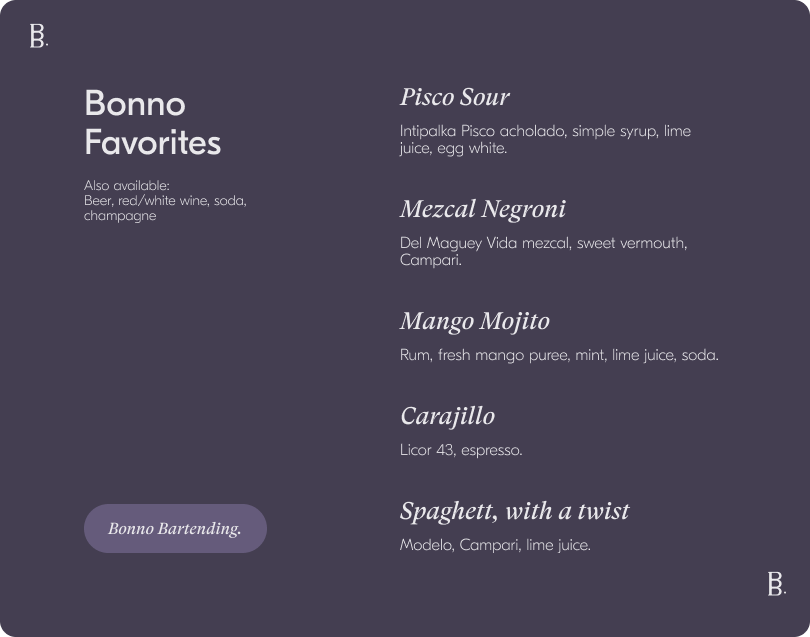 B.
Bonno
Favorites
Also available:
Beer, red/white wine, soda,
champagne
Pisco Sour
Intipalka Pisco acholado, simple syrup, lime
juice, egg white.
Mezcal Negroni
Del Maguey Vida mezcal, sweet vermouth,
Campari.
Mango Mojito
Rum, fresh mango puree, mint, lime juice, soda.
Carajillo
Licor 43, espresso.
Spaghett, with a twist
Modelo, Campari, lime juice.
Bonno Bartending.
B.